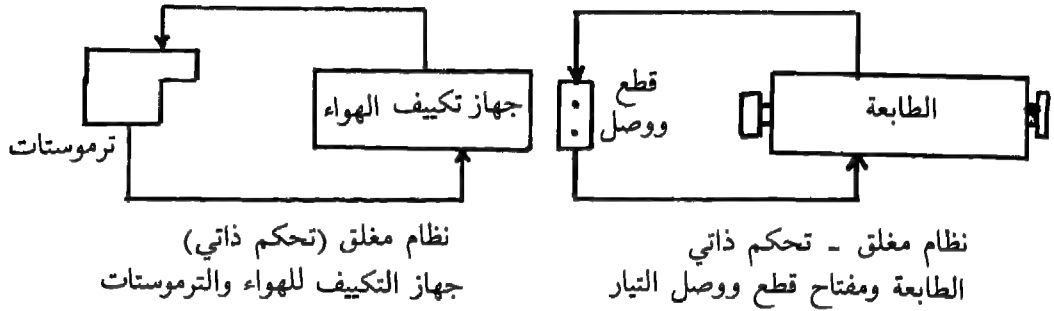 قطع
ووصل
الطابعة
نظام مغلق - تحكم ذاتي
الطابعة ومفتاح قطع ووصل التيار
جهاز تكييف الهواء
ترموستات
نظام مغلق (تحكم ذاتي)
جهاز التكييف للهواء والترموستات